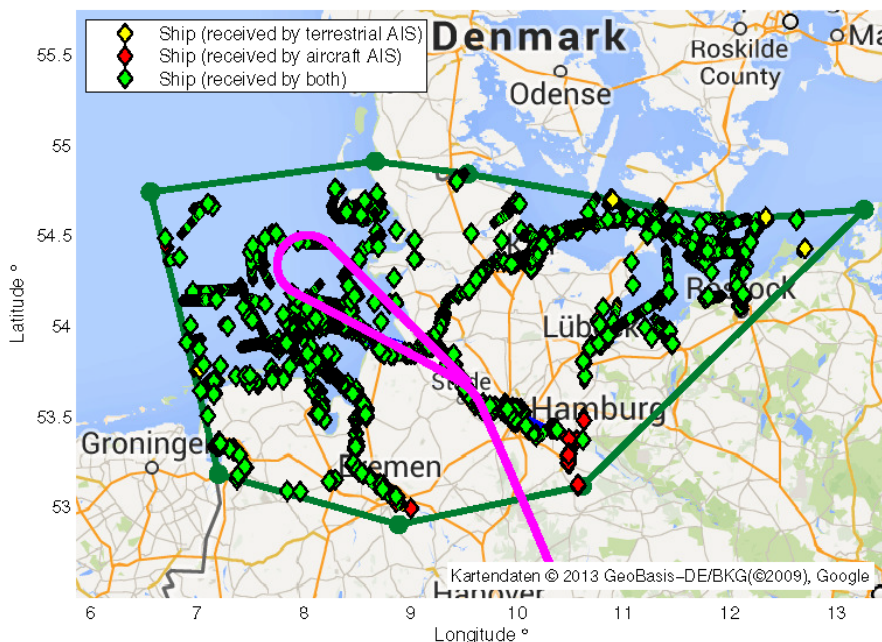 Ship (received by terrestrial AIS)
Ship (received by aircraft AIS)
Ship (received by both)
Denmark
Roskilde
County
Odense
Rostock
Stade
Hamburg
Groningen
Bremen
Kartendaten © 2013 GeoBasis−DE/BKG(©2009), Google
Hanover
55.5
55
54.5
54
53.5
53
Latitude °
6
7
8
9
10
11
12
13
Longitude °